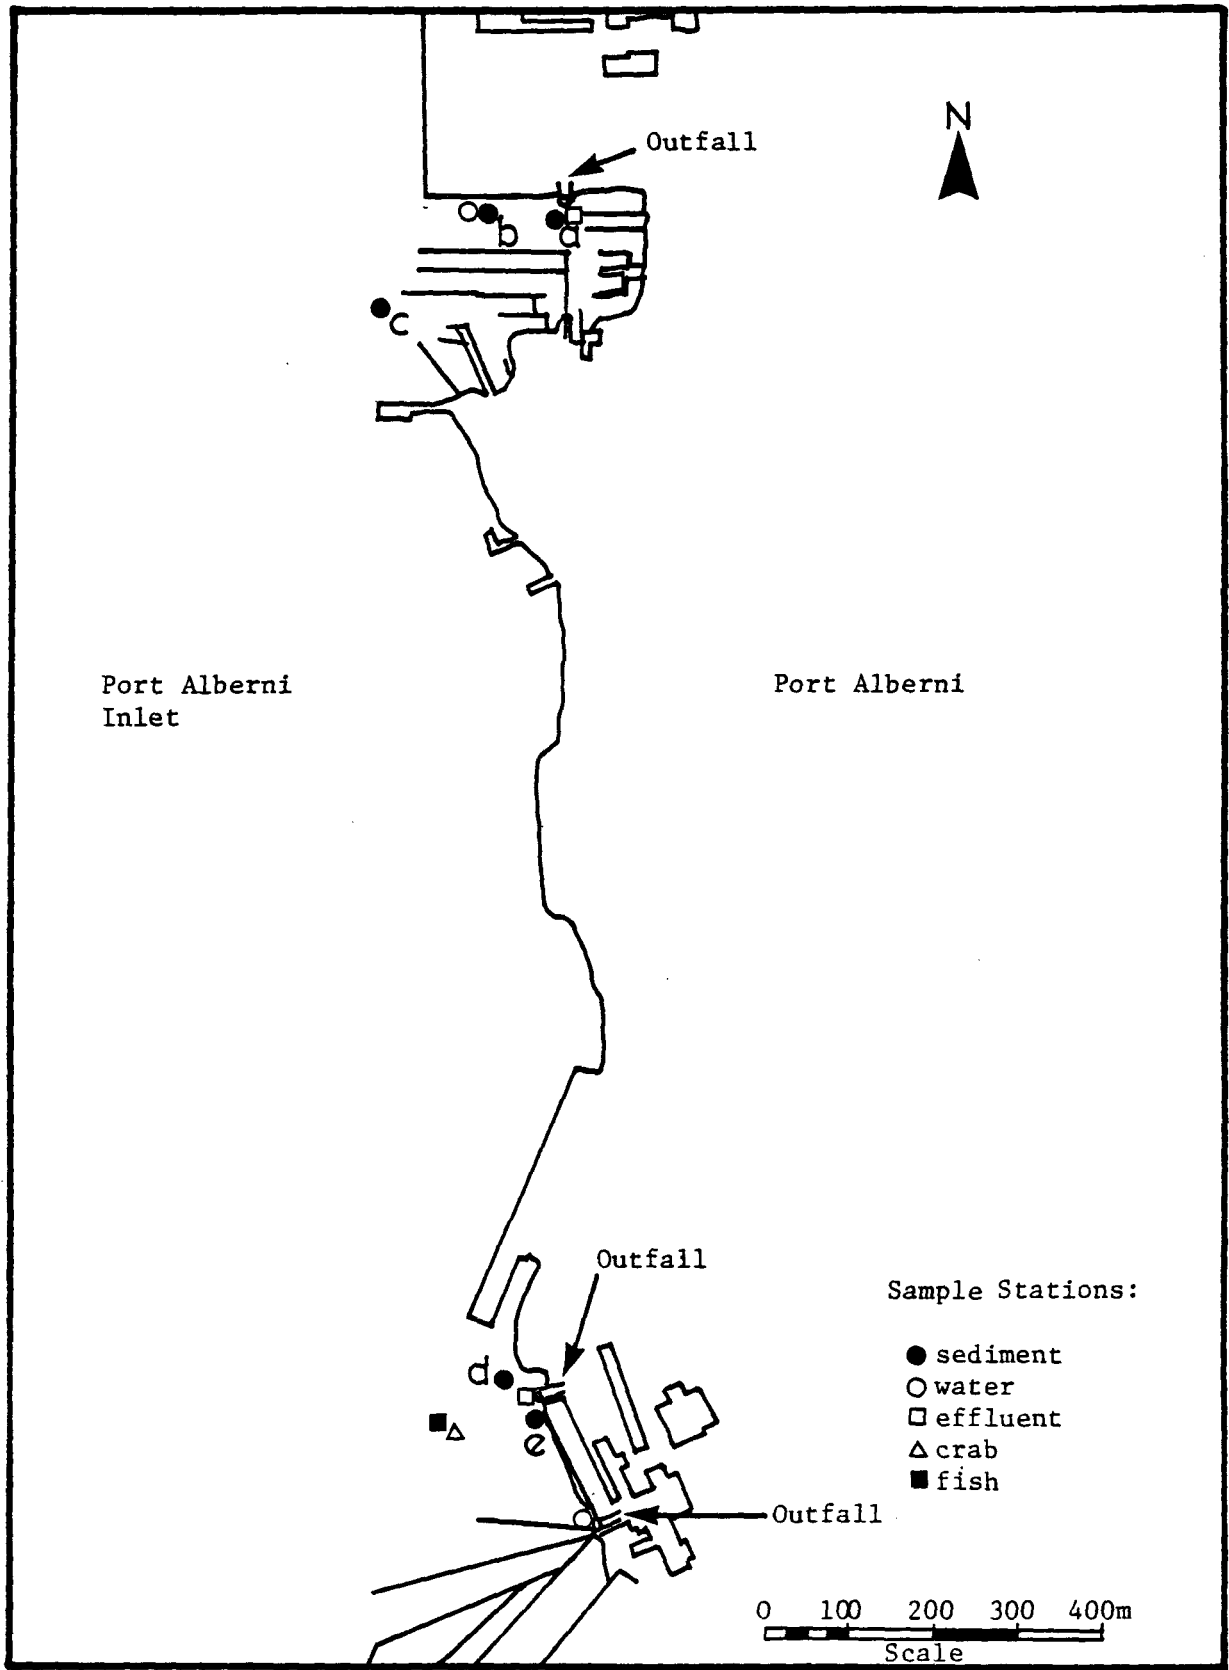 N
Outfall
b
a
c
Port Alberni
Inlet
Port Alberni
Outfall
Sample Stations:
d
sediment
water
effluent
e
crab
fish
Outfall
0 100 200 300 400m
Scale